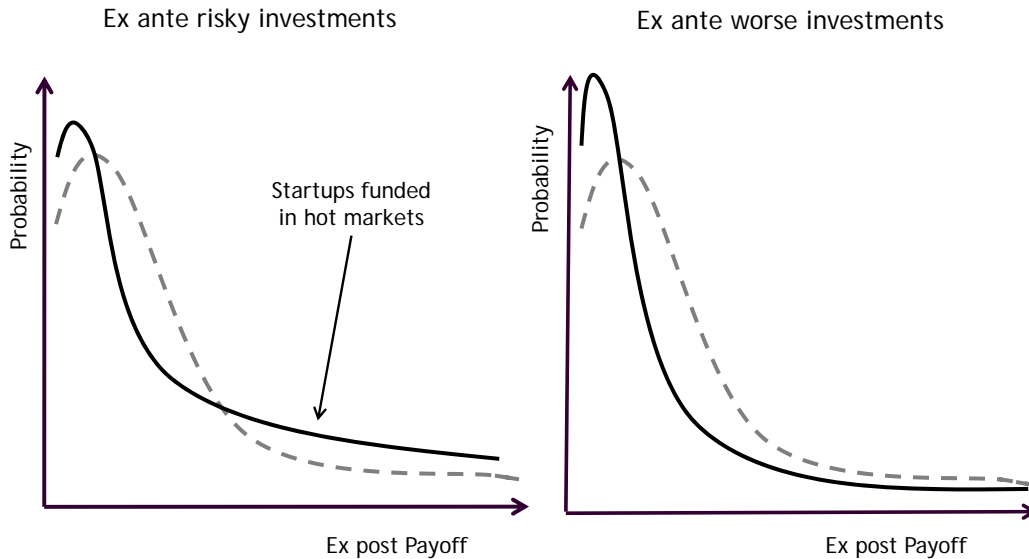 Ex ante risky investments
Probability
Startups funded
in hot markets
Ex post Payoff
Ex ante worse investments
Probability
Ex post Payoff